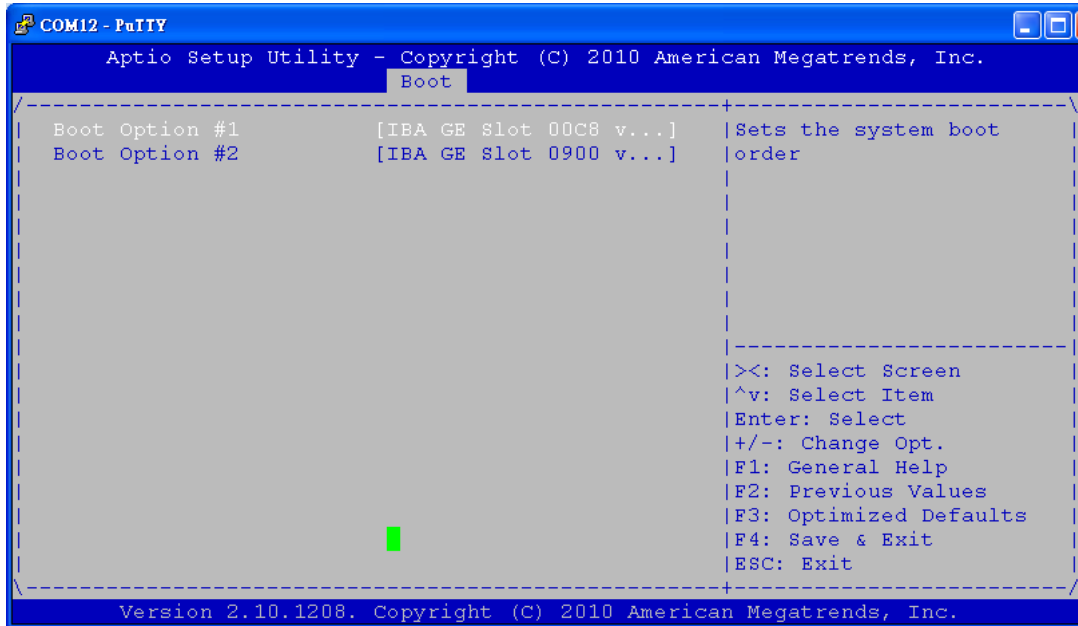 COM12 - PuTTY
Aptio Setup Utility - Copyright (C) 2010 American Megatrends, Inc.
Boot
Boot Option #1 [IBA GE Slot 00C8 v...]
Boot Option #2 [IBA GE Slot 0900 v...]
Sets the system boot
order
><: Select Screen
^v: Select Item
Enter: Select
+/-: Change Opt.
F1: General Help
F2: Previous Values
F3: Optimized Defaults
F4: Save & Exit
ESC: Exit
Version 2.10.1208. Copyright (C) 2010 American Megatrends, Inc.